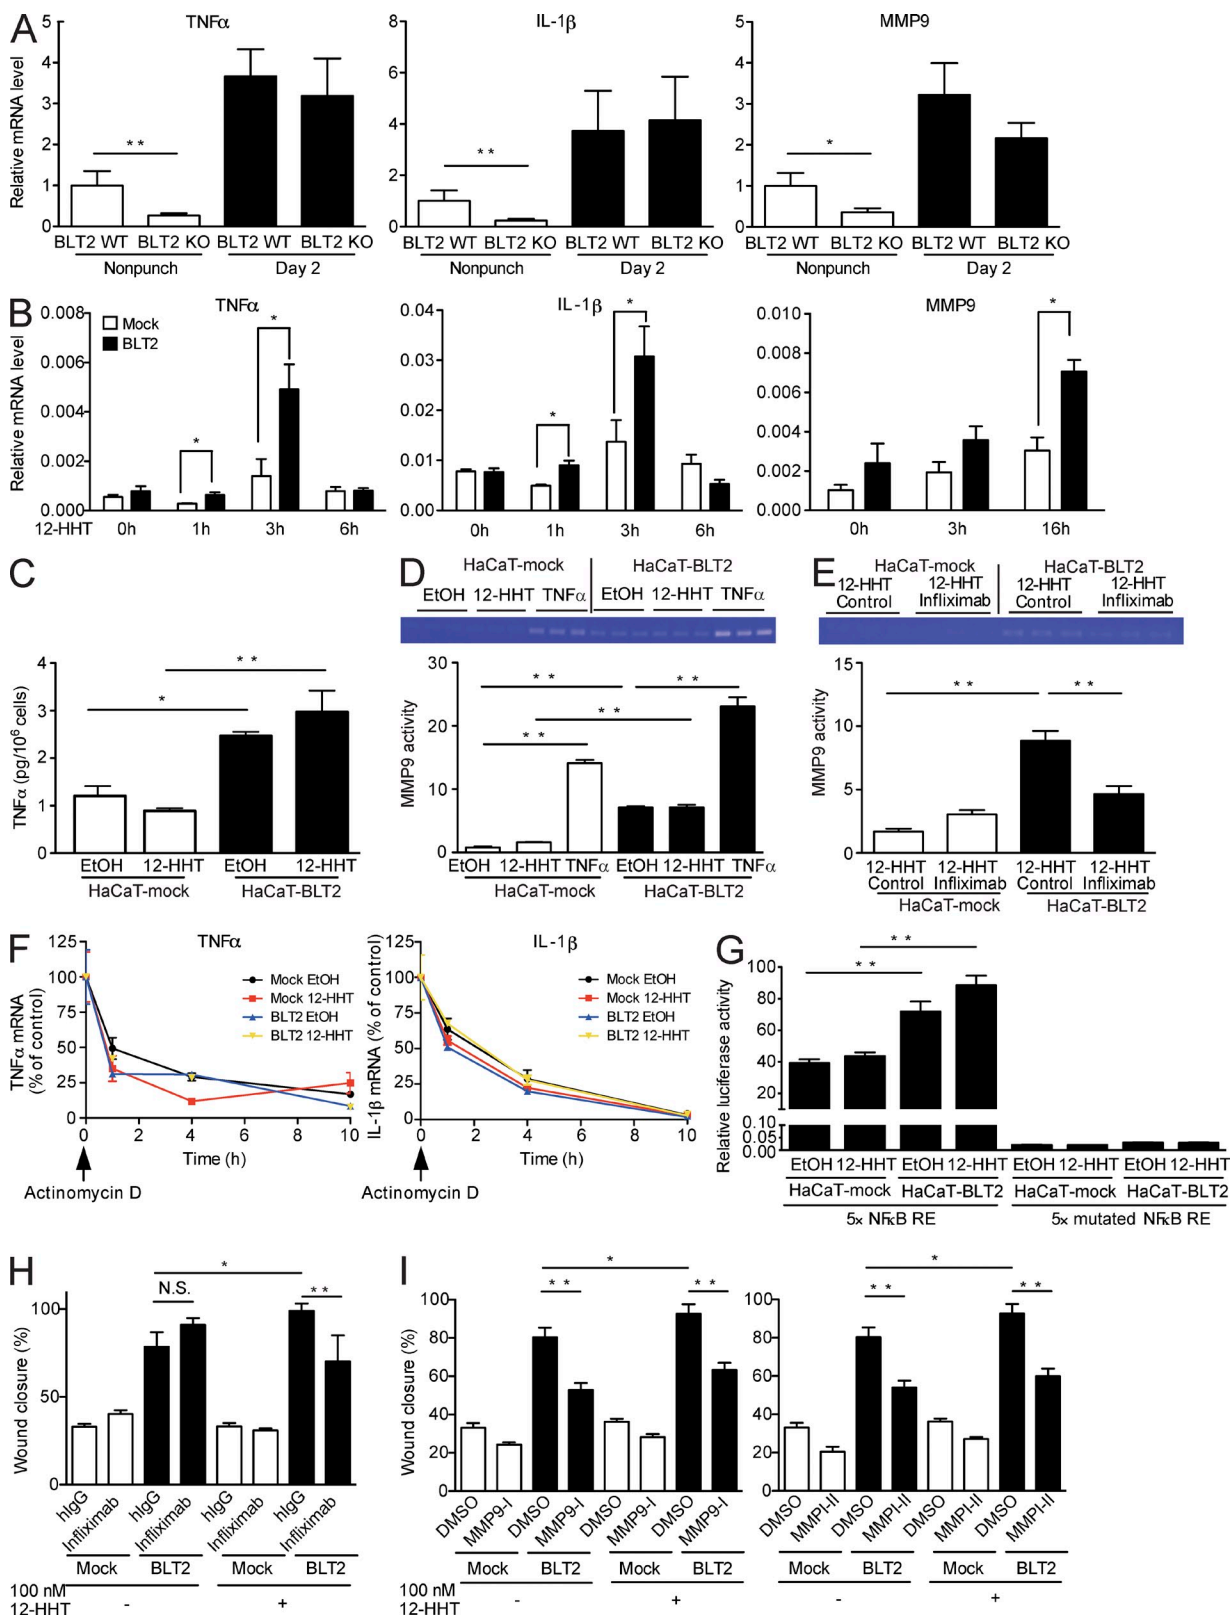 A
TNFα
IL-1β
MMP9
Relative mRNA level
5
4
3
2
1
0
8
6
4
2
0
5
4
3
2
1
0
** ** *
BLT2 WT BLT2 KO BLT2 WT BLT2 KO
Nonpunch Day 2
BLT2 WT BLT2 KO BLT2 WT BLT2 KO
Nonpunch Day 2
BLT2 WT BLT2 KO BLT2 WT BLT2 KO
Nonpunch Day 2
B
TNFα
IL-1β
MMP9
Mock
BLT2
Relative mRNA level
0.008
0.006
0.004
0.002
0.000
0.04
0.03
0.02
0.01
0.00
0.010
0.008
0.006
0.004
0.002
0.000
* * * * *
12-HHT 0h 1h 3h 6h
0h 1h 3h 6h
0h 3h 16h
C
TNFα (pg/10⁶ cells)
4
3
2
1
0
* **
EtOH 12-HHT EtOH 12-HHT
HaCaT-mock HaCaT-BLT2
D
HaCaT-mock HaCaT-BLT2
EtOH 12-HHT TNFα EtOH 12-HHT TNFα
MMP9 activity
30
20
10
0
** ** ** **
EtOH 12-HHT TNFα EtOH 12-HHT TNFα
HaCaT-mock HaCaT-BLT2
E
HaCaT-mock HaCaT-BLT2
12-HHT 12-HHT 12-HHT 12-HHT
Control Infliximab Control Infliximab
MMP9 activity
15
10
5
0
** **
12-HHT 12-HHT 12-HHT 12-HHT
Control Infliximab Control Infliximab
HaCaT-mock HaCaT-BLT2
F
TNFα
TNFα mRNA
(% of control)
125
100
75
50
25
0
Mock EtOH
Mock 12-HHT
BLT2 EtOH
BLT2 12-HHT
0 2 4 6 8 10
Time (h)
Actinomycin D
IL-1β
IL-1β mRNA (% of control)
125
100
75
50
25
0
Mock EtOH
Mock 12-HHT
BLT2 EtOH
BLT2 12-HHT
0 2 4 6 8 10
Time (h)
Actinomycin D
G
Relative luciferase activity
100
80
60
40
20
0.10
0.05
0.00
** **
EtOH 12-HHT EtOH 12-HHT EtOH 12-HHT EtOH 12-HHT
HaCaT-mock HaCaT-BLT2 HaCaT-mock HaCaT-BLT2
5x NFκB RE 5x mutated NFκB RE
H
Wound closure (%)
100
50
0
*
N.S. **
hIgG Infliximab hIgG Infliximab hIgG Infliximab hIgG Infliximab
Mock BLT2 Mock BLT2
100 nM
12-HHT - +
I
Wound closure (%)
100
80
60
40
20
0
*
** **
DMSO MMP9-I DMSO MMP9-I DMSO MMP9-I DMSO MMP9-I
Mock BLT2 Mock BLT2
100 nM
12-HHT - +
100
80
60
40
20
0
*
** **
DMSO MMPI-II DMSO MMPI-II DMSO MMPI-II DMSO MMPI-II
Mock BLT2 Mock BLT2
- +